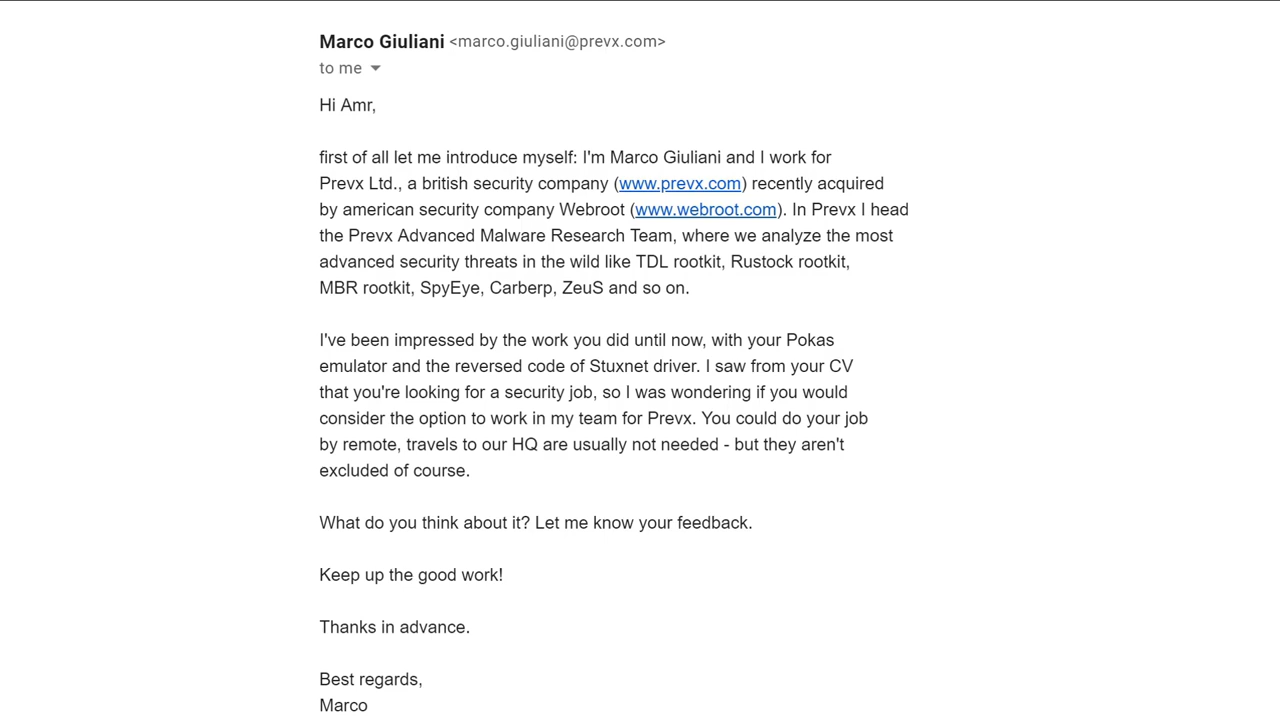 Marco Giuliani <marco.giuliani@prevx.com>
to me
Hi Amr,
first of all let me introduce myself: I'm Marco Giuliani and I work for
Prevx Ltd., a british security company (www.prevx.com) recently acquired
by american security company Webroot (www.webroot.com). In Prevx I head
the Prevx Advanced Malware Research Team, where we analyze the most
advanced security threats in the wild like TDL rootkit, Rustock rootkit,
MBR rootkit, SpyEye, Carberp, ZeuS and so on.
I've been impressed by the work you did until now, with your Pokas
emulator and the reversed code of Stuxnet driver. I saw from your CV
that you're looking for a security job, so I was wondering if you would
consider the option to work in my team for Prevx. You could do your job
by remote, travels to our HQ are usually not needed - but they aren't
excluded of course.
What do you think about it? Let me know your feedback.
Keep up the good work!
Thanks in advance.
Best regards,
Marco